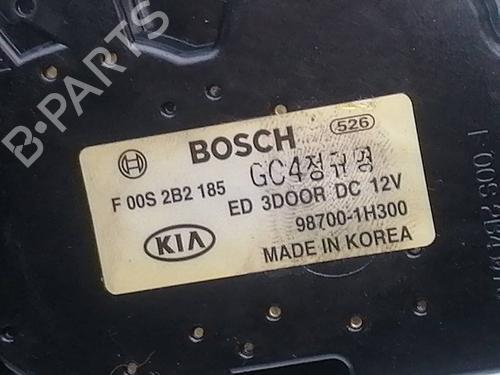 BOSCH 526
F 00S 2B2 185 GC4정규정
ED 3DOOR DC 12V
98700-1H300
KIA MADE IN KOREA
B-PARTS